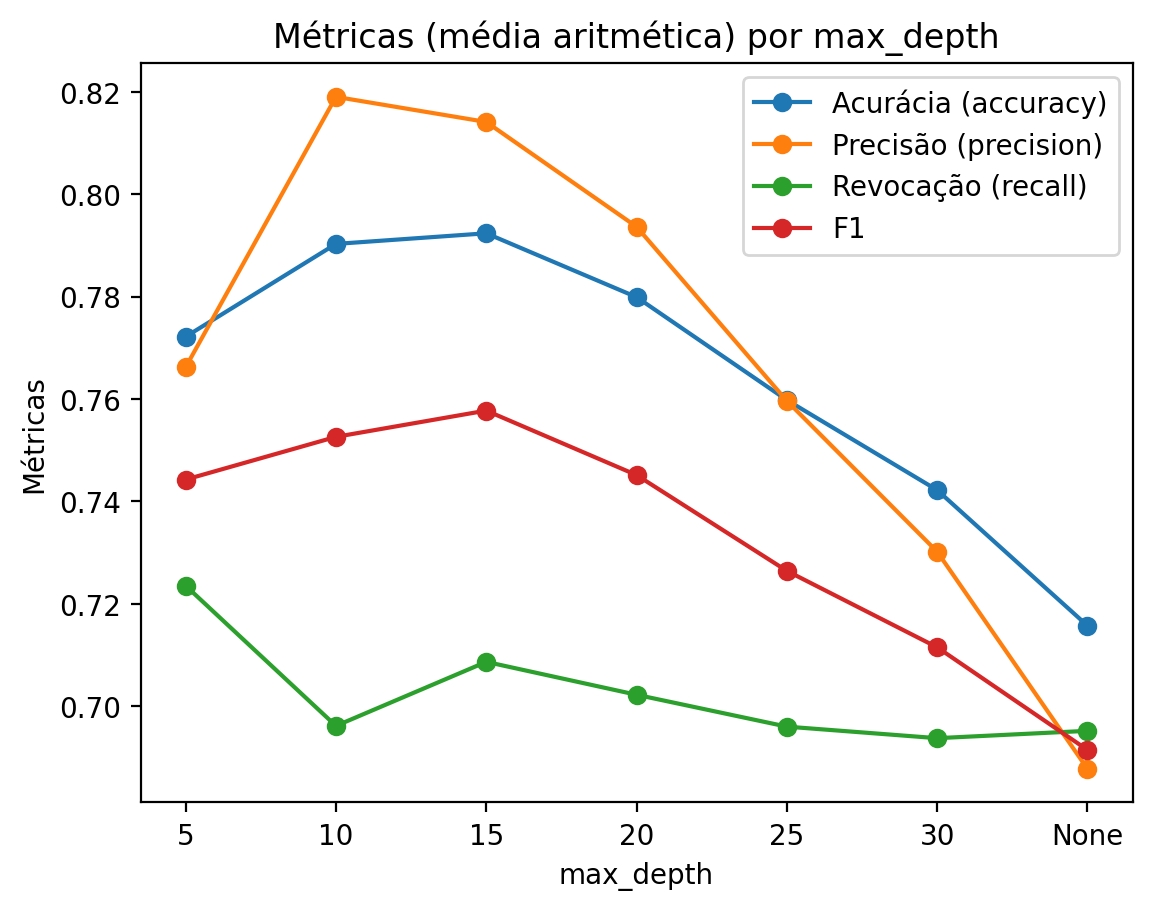 Métricas (média aritmética) por max_depth
Acurácia (accuracy)
Precisão (precision)
Revocação (recall)
F1
Métricas
0.82
0.80
0.78
0.76
0.74
0.72
0.70
5 10 15 20 25 30 None
max_depth